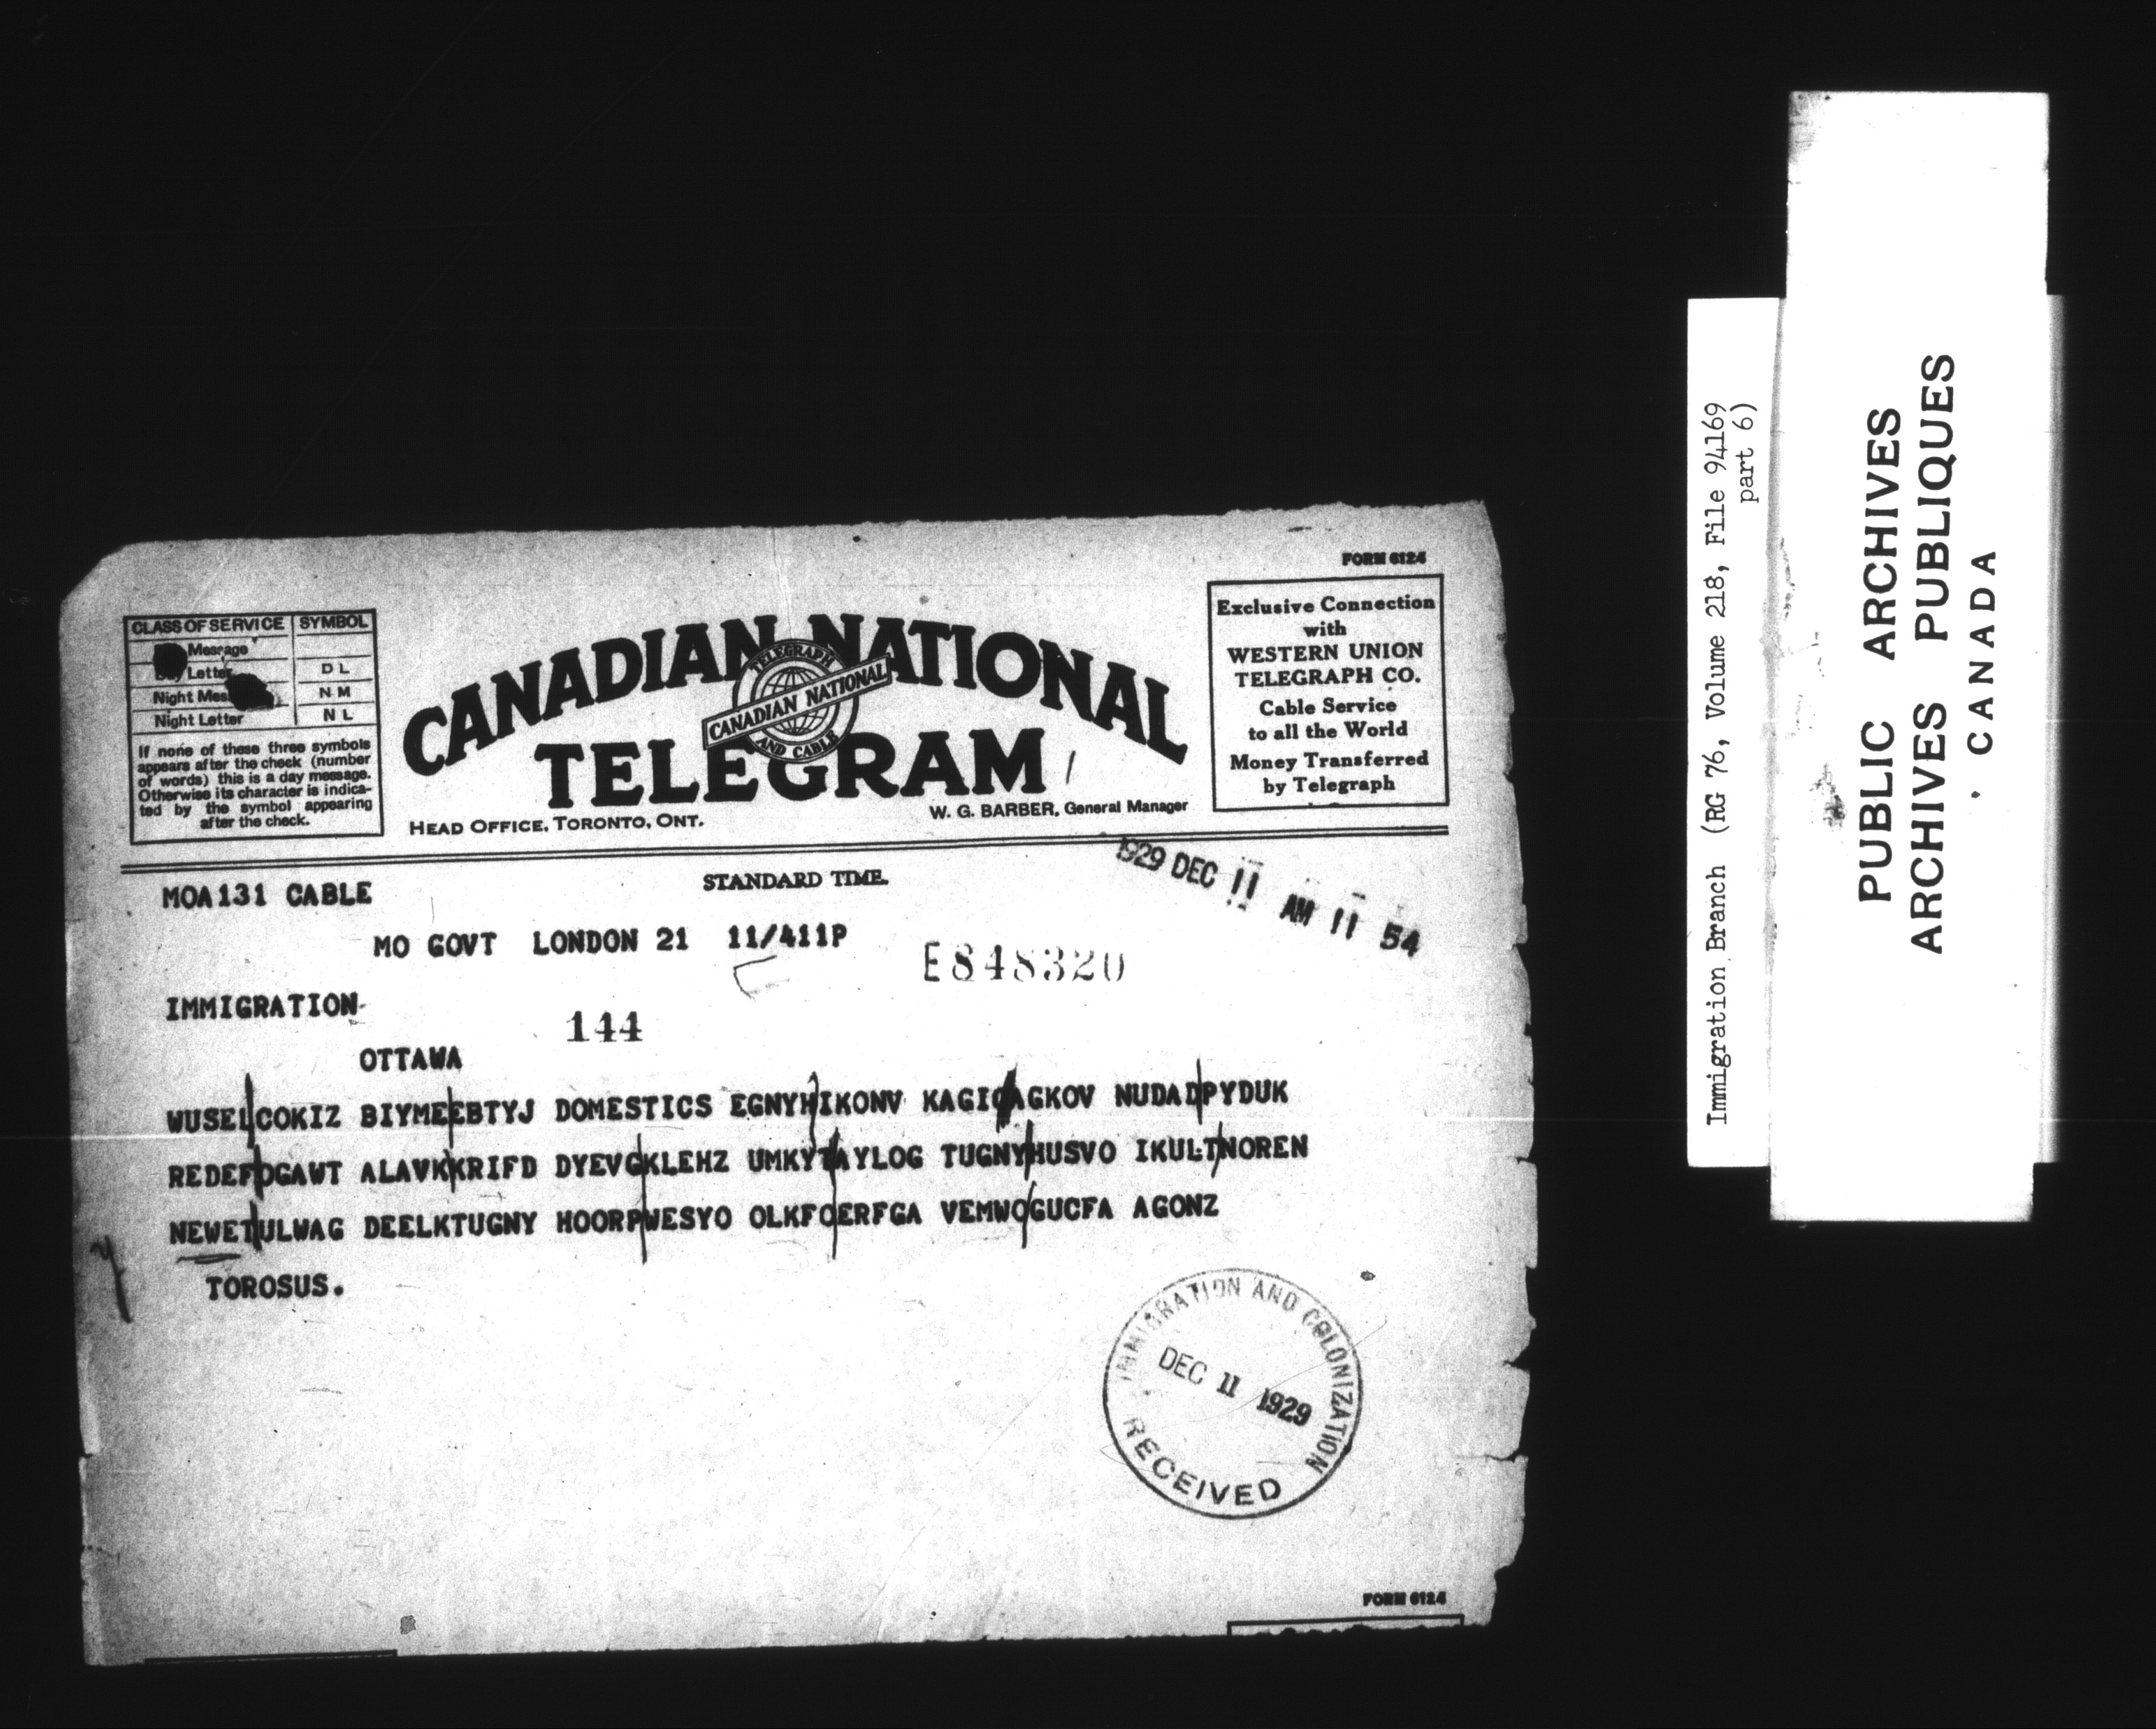 FORM 6124
CLASS OF SERVICE SYMBOL
Message
Letter D L
Night Mes N M
Night Letter N L
If none of these three symbols
appears after the check (number
of words) this is a day message.
Otherwise its character is indica-
ted by the symbol appearing
after the check.
CANADIAN NATIONAL
TELEGRAPH
CANADIAN NATIONAL
AND CABLE
TELEGRAM
HEAD OFFICE, TORONTO, ONT.
W. G. BARBER, General Manager
Exclusive Connection
with
WESTERN UNION
TELEGRAPH CO.
Cable Service
to all the World
Money Transferred
by Telegraph
STANDARD TIME
1929 DEC 11 AM 11 54
MOA131 CABLE
MO GOVT LONDON 21 11/411P
E848320
IMMIGRATION
144
OTTAWA
WUSELCOKIZ BIYMEEBTYJ DOMESTICS EGNYHIKONV KAGICAGKOV NUDADPYDUK
REDEFOGAWT ALAVKKRIFD DYEVGKLEHZ UMKYTAYLOG TUGNYHUSVO IKULTNOREN
NEWETULWAG DEELKTUGNY HOORPWESYO OLKFCERFGA VEMWOGUCFA AGONZ
TOROSUS.
IMMIGRATION AND COLONIZATION
DEC 11 1929
RECEIVED
FORM 6124
Immigration Branch (RG 76, Volume 218, File 94169
part 6)
PUBLIC ARCHIVES
ARCHIVES PUBLIQUES
CANADA